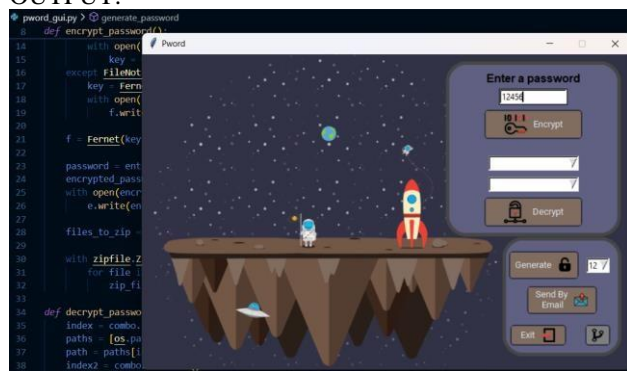 OUTPUT:
pword_gui.py > generate_password
8 def encrypt_password():
14 with open(
15 key =
16 except FileNot
17 key = Fern
18 with open(
19 f.writ
20
21 f = Fernet(key
22
23 password = ent
24 encrypted_pass
25 with open(encr
26 e.write(en
27
28 files_to_zip =
29
30 with zipfile.Z
31 for file i
32 zip_fi
33
34 def decrypt_passwo
35 index = combo.
36 paths = [os.pa
37 path = paths[i
38 index2 = combo
Pword
Enter a password
12456
Encrypt
Decrypt
Generate
12
Send By
Email
Exit